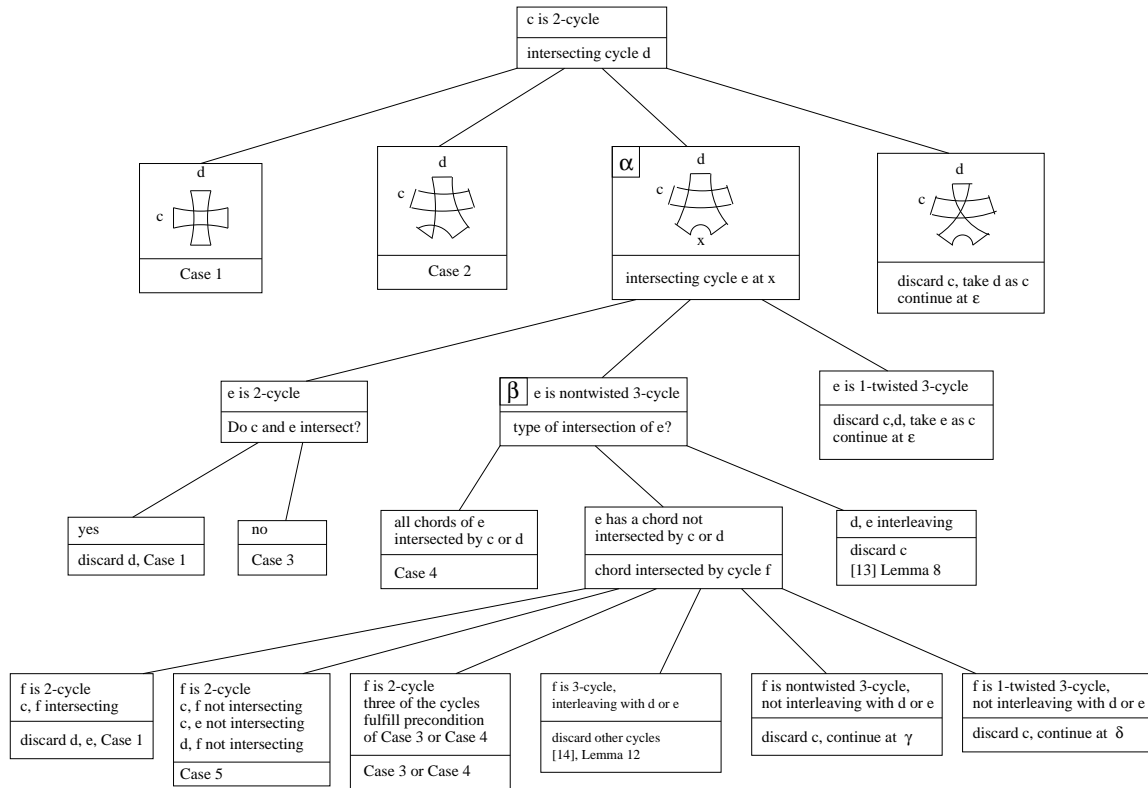 c is 2-cycle
intersecting cycle d
d
c
Case 1
d
c
Case 2
α
d
c
x
intersecting cycle e at x
d
c
discard c, take d as c
continue at ε
e is 2-cycle
Do c and e intersect?
β
e is nontwisted 3-cycle
type of intersection of e?
e is 1-twisted 3-cycle
discard c,d, take e as c
continue at ε
yes
discard d, Case 1
no
Case 3
all chords of e
intersected by c or d
Case 4
e has a chord not
intersected by c or d
chord intersected by cycle f
d, e interleaving
discard c
[13] Lemma 8
f is 2-cycle
c, f intersecting
discard d, e, Case 1
f is 2-cycle
c, f not intersecting
c, e not intersecting
d, f not intersecting
Case 5
f is 2-cycle
three of the cycles
fulfill precondition
of Case 3 or Case 4
Case 3 or Case 4
f is 3-cycle,
interleaving with d or e
discard other cycles
[14], Lemma 12
f is nontwisted 3-cycle,
not interleaving with d or e
discard c, continue at γ
f is 1-twisted 3-cycle,
not interleaving with d or e
discard c, continue at δ